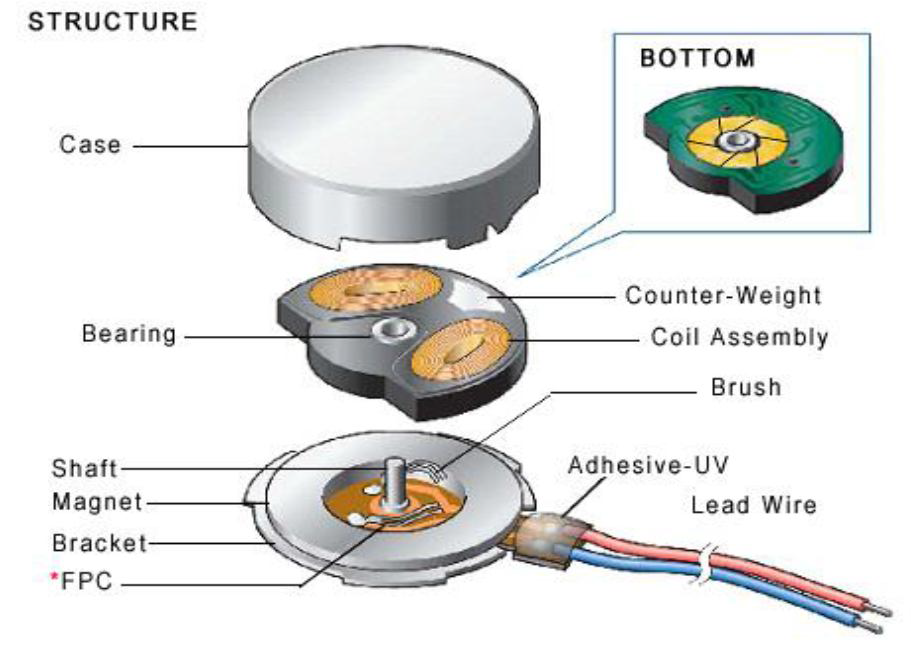 STRUCTURE
BOTTOM
Case
Counter-Weight
Bearing
Coil Assembly
Brush
Shaft
Adhesive-UV
Magnet
Lead Wire
Bracket
*FPC